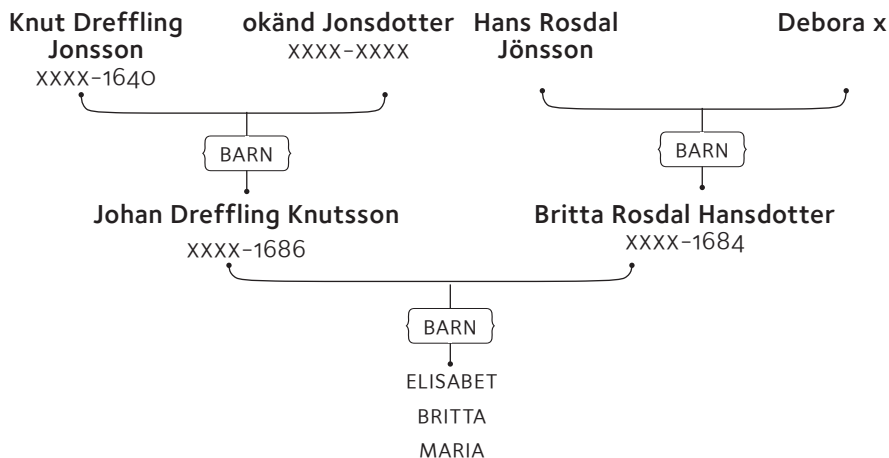 Knut Dreffling
Jonsson
xxxx-1640
okänd Jonsdotter
xxxx-xxxx
Hans Rosdal
Jönsson
Debora x
BARN
BARN
Johan Dreffling Knutsson
xxxx-1686
Britta Rosdal Hansdotter
xxxx-1684
BARN
ELISABET
BRITTA
MARIA